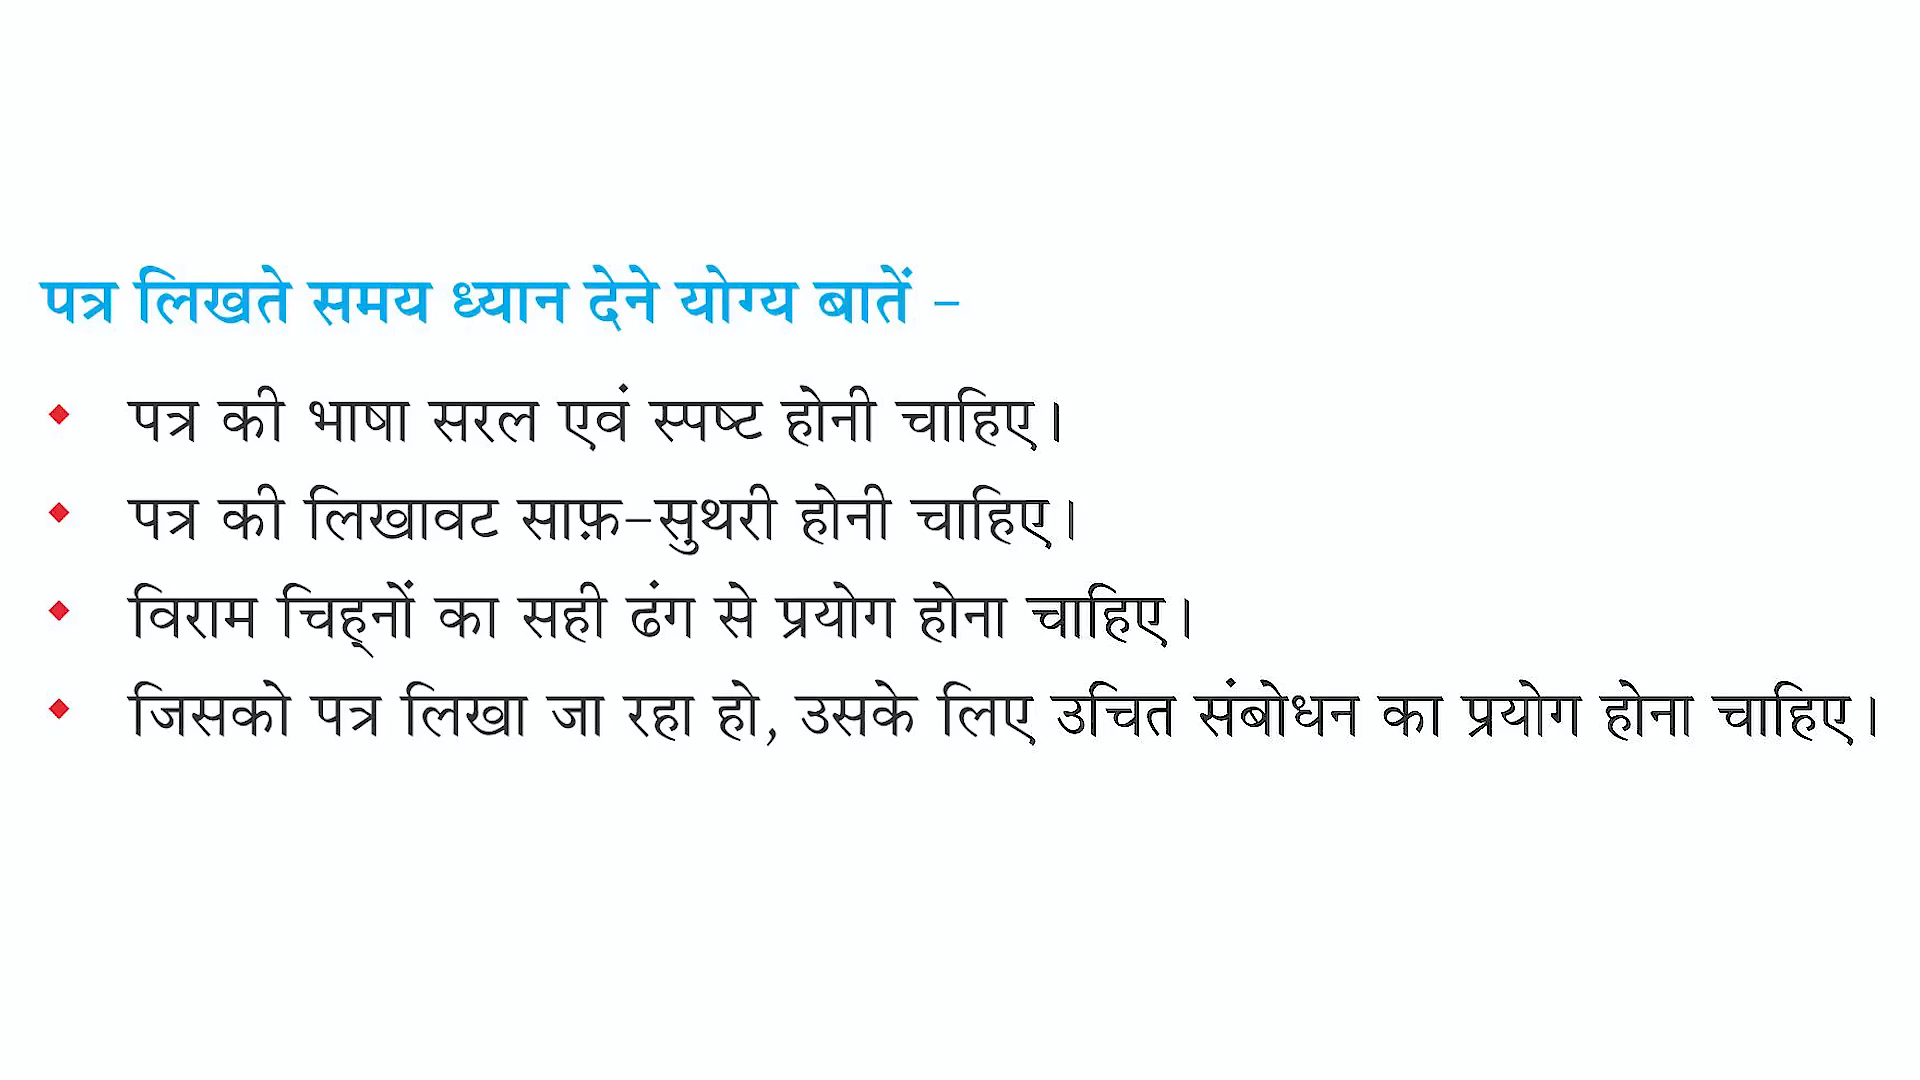 पत्र लिखते समय ध्यान देने योग्य बातें –
पत्र की भाषा सरल एवं स्पष्ट होनी चाहिए।
पत्र की लिखावट साफ़-सुथरी होनी चाहिए।
विराम चिह्‌नों का सही ढंग से प्रयोग होना चाहिए।
जिसको पत्र लिखा जा रहा हो, उसके लिए उचित संबोधन का प्रयोग होना चाहिए।